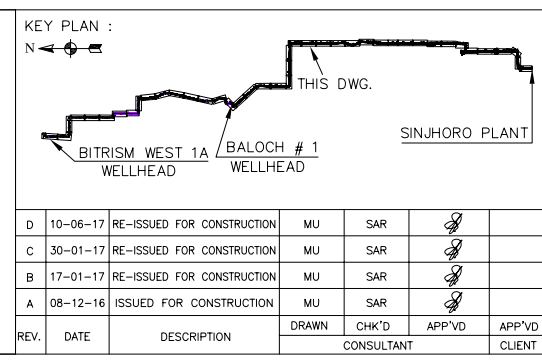 KEY PLAN :
N
THIS DWG.
SINJHORO PLANT
BITRISM WEST 1A
WELLHEAD
BALOCH # 1
WELLHEAD
D 10-06-17 RE-ISSUED FOR CONSTRUCTION MU SAR
C 30-01-17 RE-ISSUED FOR CONSTRUCTION MU SAR
B 17-01-17 RE-ISSUED FOR CONSTRUCTION MU SAR
A 08-12-16 ISSUED FOR CONSTRUCTION MU SAR
REV. DATE DESCRIPTION DRAWN CHK'D APP'VD APP'VD
CONSULTANT CLIENT